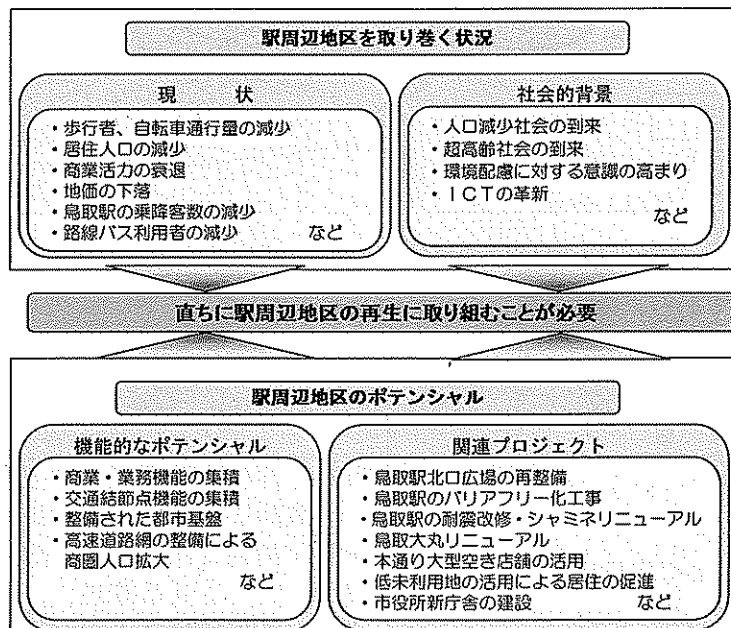 駅周辺地区を取り巻く状況
現　　状
・歩行者、自転車通行量の減少
・居住人口の減少
・商業活力の衰退
・地価の下落
・鳥取駅の乗降客数の減少
・路線バス利用者の減少　　など
社会的背景
・人口減少社会の到来
・超高齢社会の到来
・環境配慮に対する意識の高まり
・ＩＣＴの革新
など
直ちに駅周辺地区の再生に取り組むことが必要
駅周辺地区のポテンシャル
機能的なポテンシャル
・商業・業務機能の集積
・交通結節点機能の集積
・整備された都市基盤
・高速道路網の整備による
商圏人口拡大
など
関連プロジェクト
・鳥取駅北口広場の再整備
・鳥取駅のバリアフリー化工事
・鳥取駅の耐震改修・シャミネリニューアル
・鳥取大丸リニューアル
・本通り大型空き店舗の活用
・低未利用地の活用による居住の促進
・市役所新庁舎の建設　　など